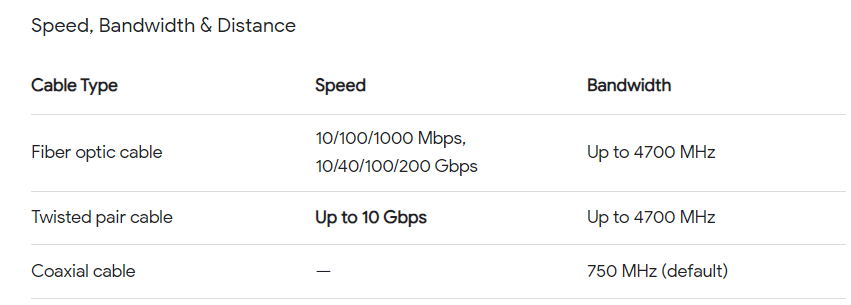 Speed, Bandwidth & Distance
Cable Type Speed Bandwidth
Fiber optic cable 10/100/1000 Mbps, 10/40/100/200 Gbps Up to 4700 MHz
Twisted pair cable Up to 10 Gbps Up to 4700 MHz
Coaxial cable — 750 MHz (default)